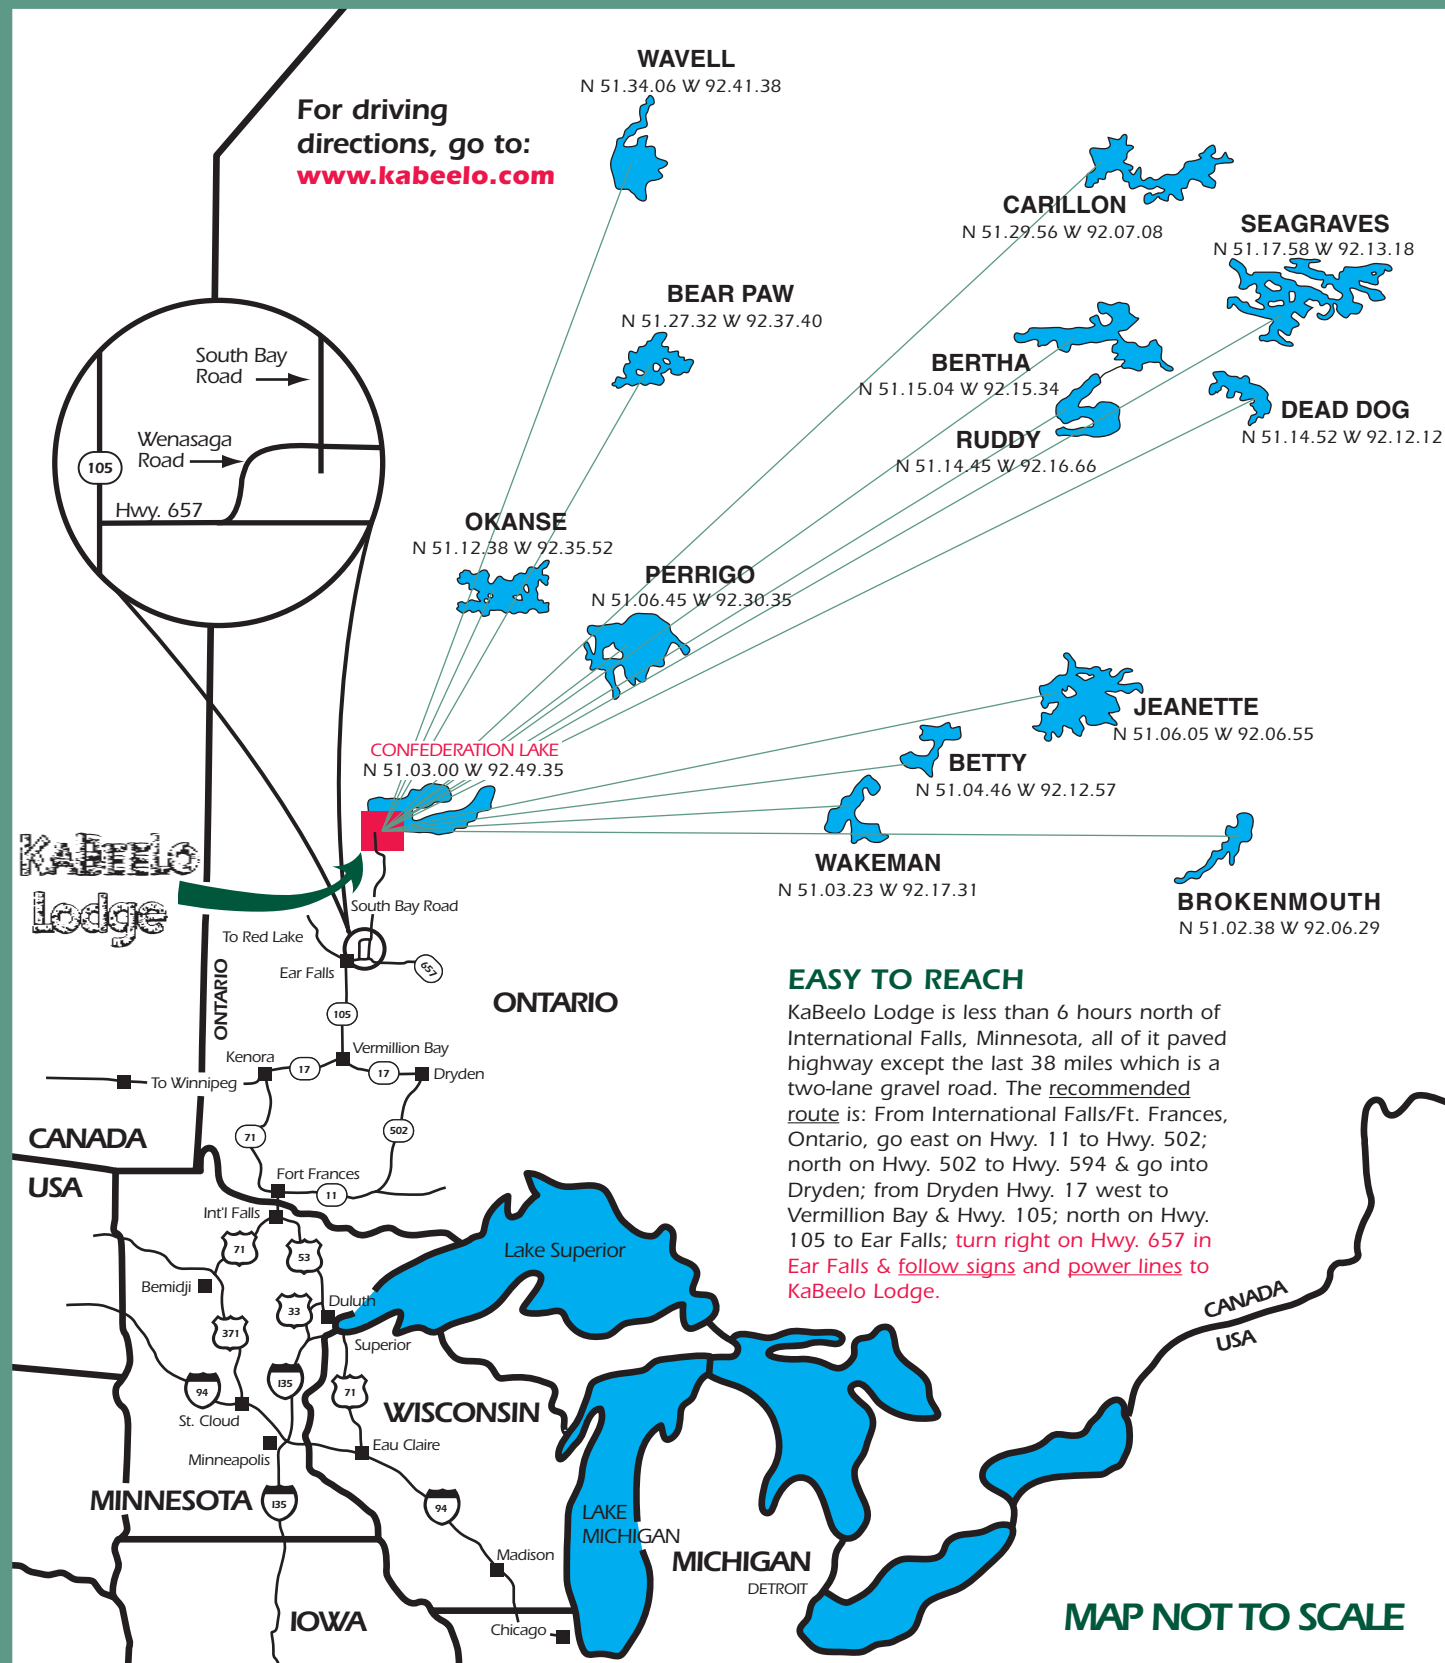 WAVELL
N 51.34.06 W 92.41.38
For driving
directions, go to:
www.kabeelo.com
CARILLON
N 51.29.56 W 92.07.08
SEAGRAVES
N 51.17.58 W 92.13.18
BEAR PAW
N 51.27.32 W 92.37.40
BERTHA
N 51.15.04 W 92.15.34
DEAD DOG
N 51.14.52 W 92.12.12
RUDDY
N 51.14.45 W 92.16.66
South Bay
Road
Wenasaga
Road
105
Hwy. 657
OKANSE
N 51.12.38 W 92.35.52
PERRIGO
N 51.06.45 W 92.30.35
JEANETTE
N 51.06.05 W 92.06.55
CONFEDERATION LAKE
N 51.03.00 W 92.49.35
BETTY
N 51.04.46 W 92.12.57
WAKEMAN
N 51.03.23 W 92.17.31
BROKENMOUTH
N 51.02.38 W 92.06.29
KaBeelo
Lodge
South Bay Road
To Red Lake
Ear Falls
657
ONTARIO
ONTARIO
105
Vermillion Bay
Kenora
17
17
Dryden
To Winnipeg
CANADA
71
502
USA
Fort Frances
11
Int'l Falls
EASY TO REACH
KaBeelo Lodge is less than 6 hours north of
International Falls, Minnesota, all of it paved
highway except the last 38 miles which is a
two-lane gravel road. The recommended
route is: From International Falls/Ft. Frances,
Ontario, go east on Hwy. 11 to Hwy. 502;
north on Hwy. 502 to Hwy. 594 & go into
Dryden; from Dryden Hwy. 17 west to
Vermillion Bay & Hwy. 105; north on Hwy.
105 to Ear Falls; turn right on Hwy. 657 in
Ear Falls & follow signs and power lines to
KaBeelo Lodge.
71
53
Lake Superior
Bemidji
33
Duluth
371
Superior
CANADA
USA
94
135
71
St. Cloud
WISCONSIN
Minneapolis
Eau Claire
MINNESOTA
135
94
LAKE
MICHIGAN
Madison
MICHIGAN
DETROIT
IOWA
Chicago
MAP NOT TO SCALE